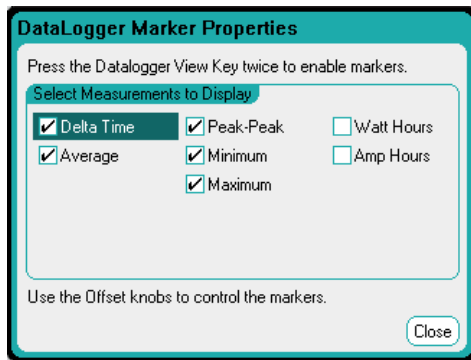 DataLogger Marker Properties
Press the Datalogger View Key twice to enable markers.
Select Measurements to Display
Delta Time Peak-Peak Watt Hours
Average Minimum Amp Hours
Maximum
Use the Offset knobs to control the markers.
Close